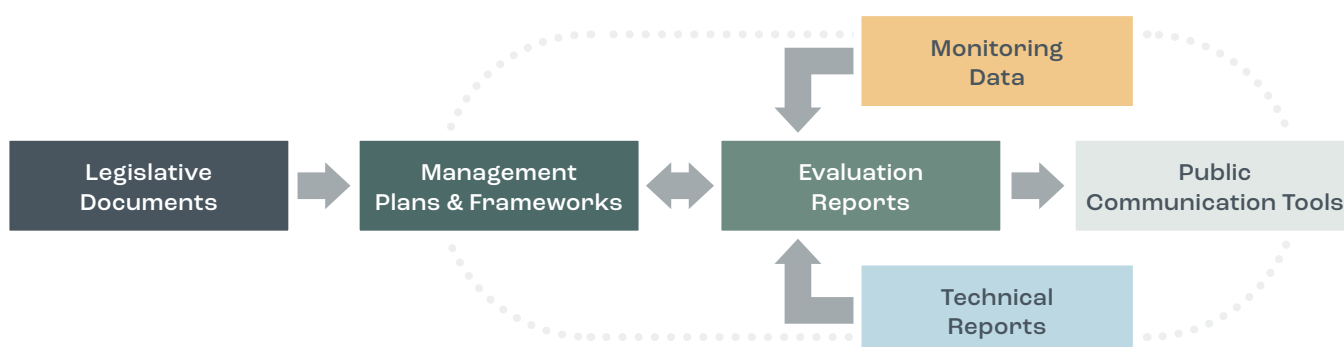 Monitoring
Data
Legislative
Documents
Management
Plans & Frameworks
Evaluation
Reports
Public
Communication Tools
Technical
Reports